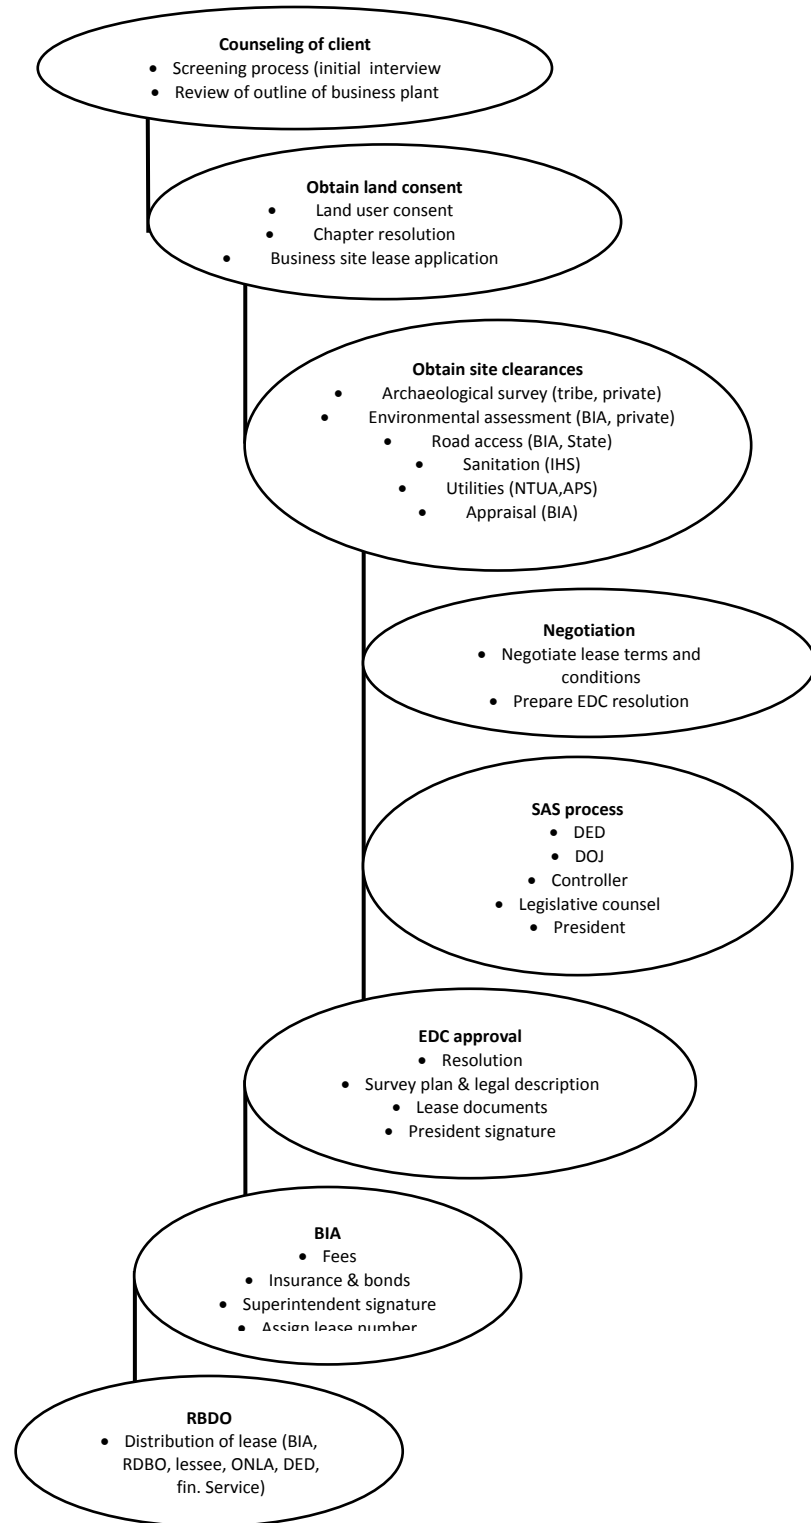 Counseling of client
• Screening process (initial interview
• Review of outline of business plant
Obtain land consent
• Land user consent
• Chapter resolution
• Business site lease application
Obtain site clearances
• Archaeological survey (tribe, private)
• Environmental assessment (BIA, private)
• Road access (BIA, State)
• Sanitation (IHS)
• Utilities (NTUA,APS)
• Appraisal (BIA)
Negotiation
• Negotiate lease terms and
conditions
• Prepare EDC resolution
SAS process
• DED
• DOJ
• Controller
• Legislative counsel
• President
EDC approval
• Resolution
• Survey plan & legal description
• Lease documents
• President signature
BIA
• Fees
• Insurance & bonds
• Superintendent signature
• Assign lease number
RBDO
• Distribution of lease (BIA,
RDBO, lessee, ONLA, DED,
fin. Service)